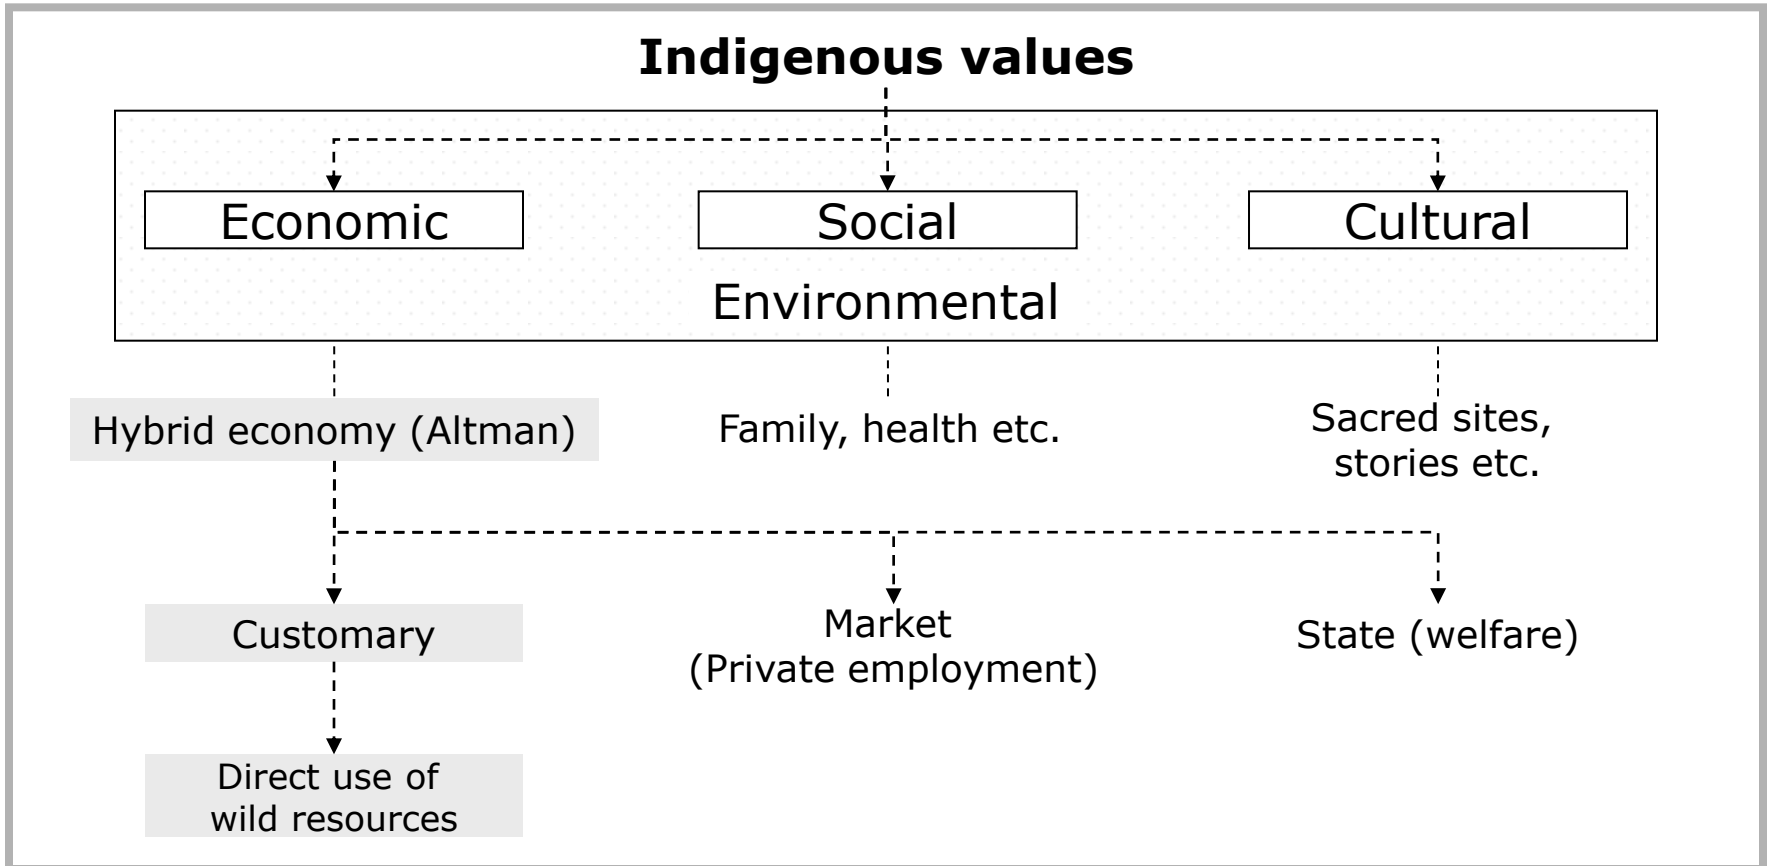 Indigenous values
Economic
Social
Cultural
Environmental
Hybrid economy (Altman)
Family, health etc.
Sacred sites,
stories etc.
Customary
Market
(Private employment)
State (welfare)
Direct use of
wild resources